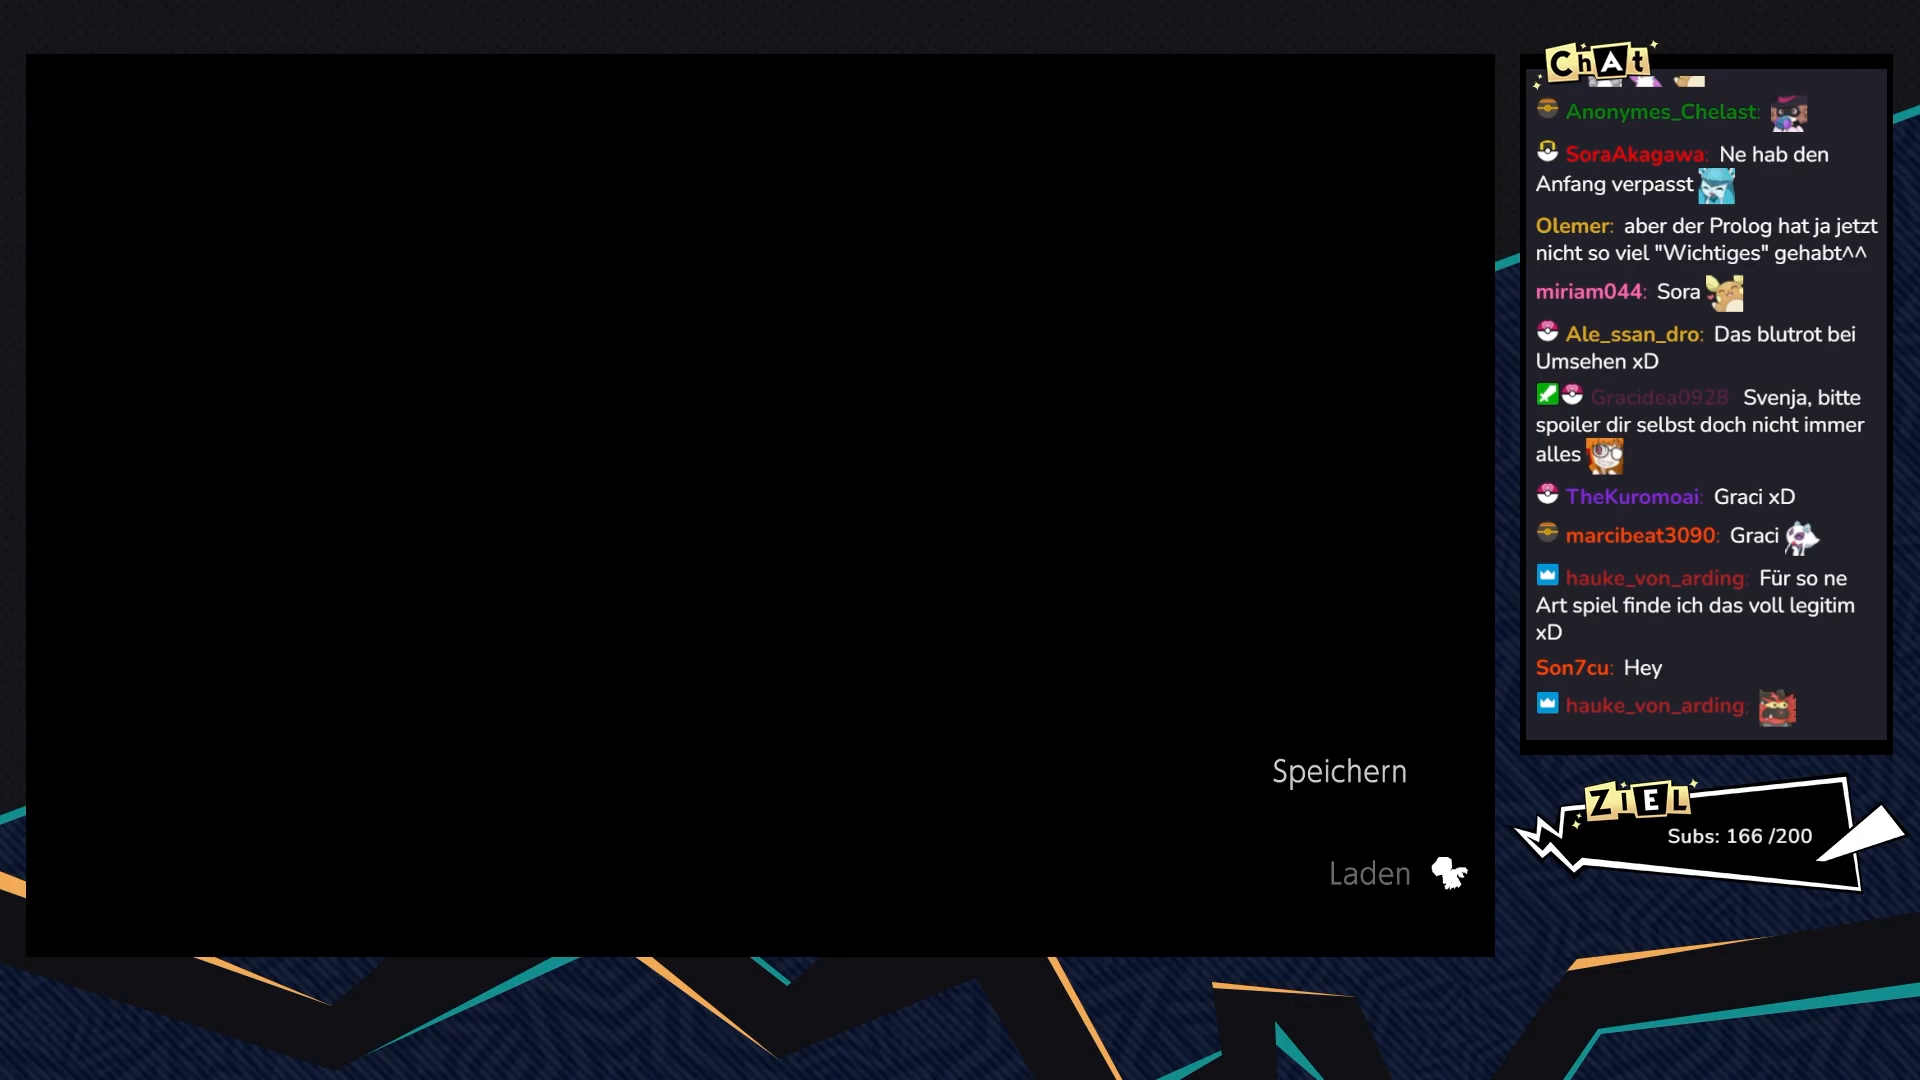 Speichern
Laden
ChAt
Anonymes_Chelast:
SoraAkagawa: Ne hab den
Anfang verpasst
Olemer: aber der Prolog hat ja jetzt
nicht so viel "Wichtiges" gehabt^^
miriam044: Sora
Ale_ssan_dro: Das blutrot bei
Umsehen xD
Gracidea0928: Svenja, bitte
spoiler dir selbst doch nicht immer
alles
TheKuromoai: Graci xD
marcibeat3090: Graci
hauke_von_arding: Für so ne
Art spiel finde ich das voll legitim
xD
Son7cu: Hey
hauke_von_arding:
ZiEL
Subs: 166 /200